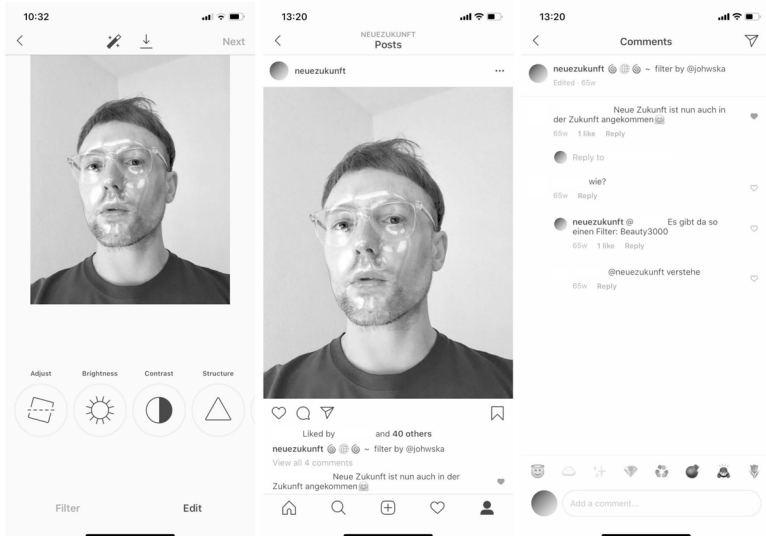 10:32
Next
Adjust
Brightness
Contrast
Structure
Filter
Edit
13:20
NEUEZUKUNFT
Posts
neuezukunft
Liked by and 40 others
neuezukunft ~ filter by @johwska
View all 4 comments
Neue Zukunft ist nun auch in der
Zukunft angekommen
13:20
Comments
neuezukunft ~ filter by @johwska
Edited · 65w
Neue Zukunft ist nun auch in
der Zukunft angekommen
65w 1 like Reply
Reply to
wie?
65w Reply
neuezukunft @ Es gibt da so
einen Filter: Beauty3000
65w 1 like Reply
@neuezukunft verstehe
65w Reply
Add a comment...